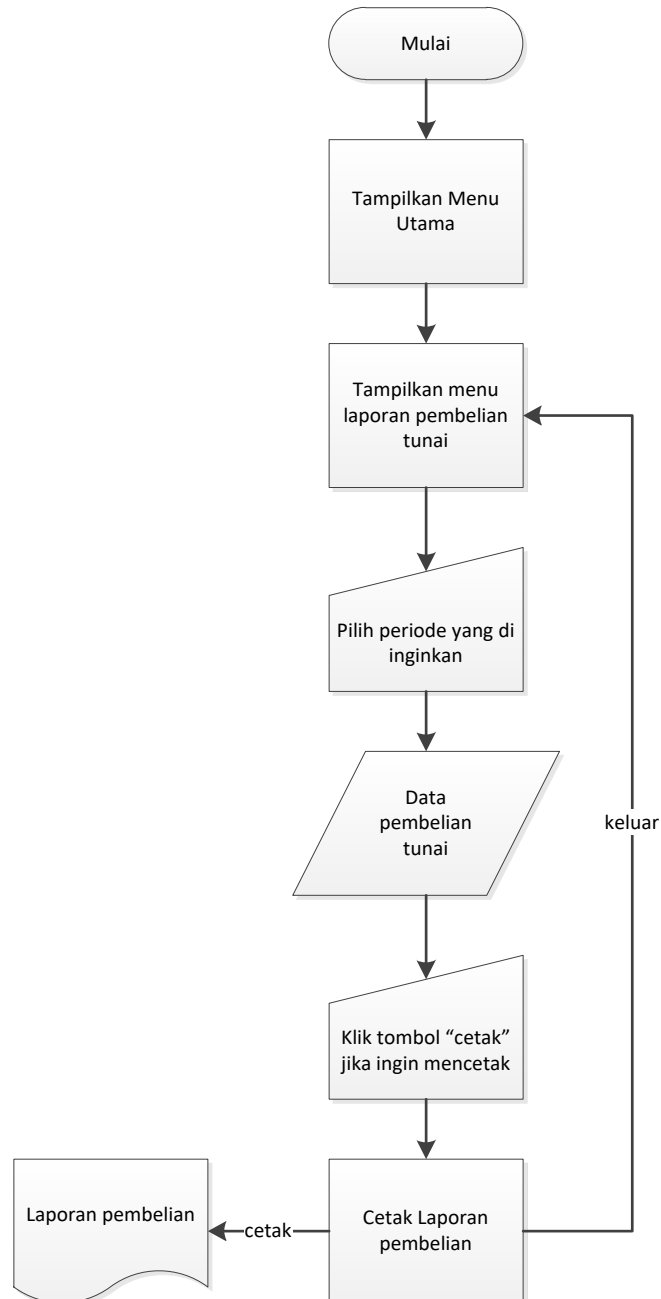 Mulai
Tampilkan Menu
Utama
Tampilkan menu
laporan pembelian
tunai
Pilih periode yang di
inginkan
Data
pembelian
tunai
keluar
Klik tombol “cetak”
jika ingin mencetak
Laporan pembelian
cetak
Cetak Laporan
pembelian